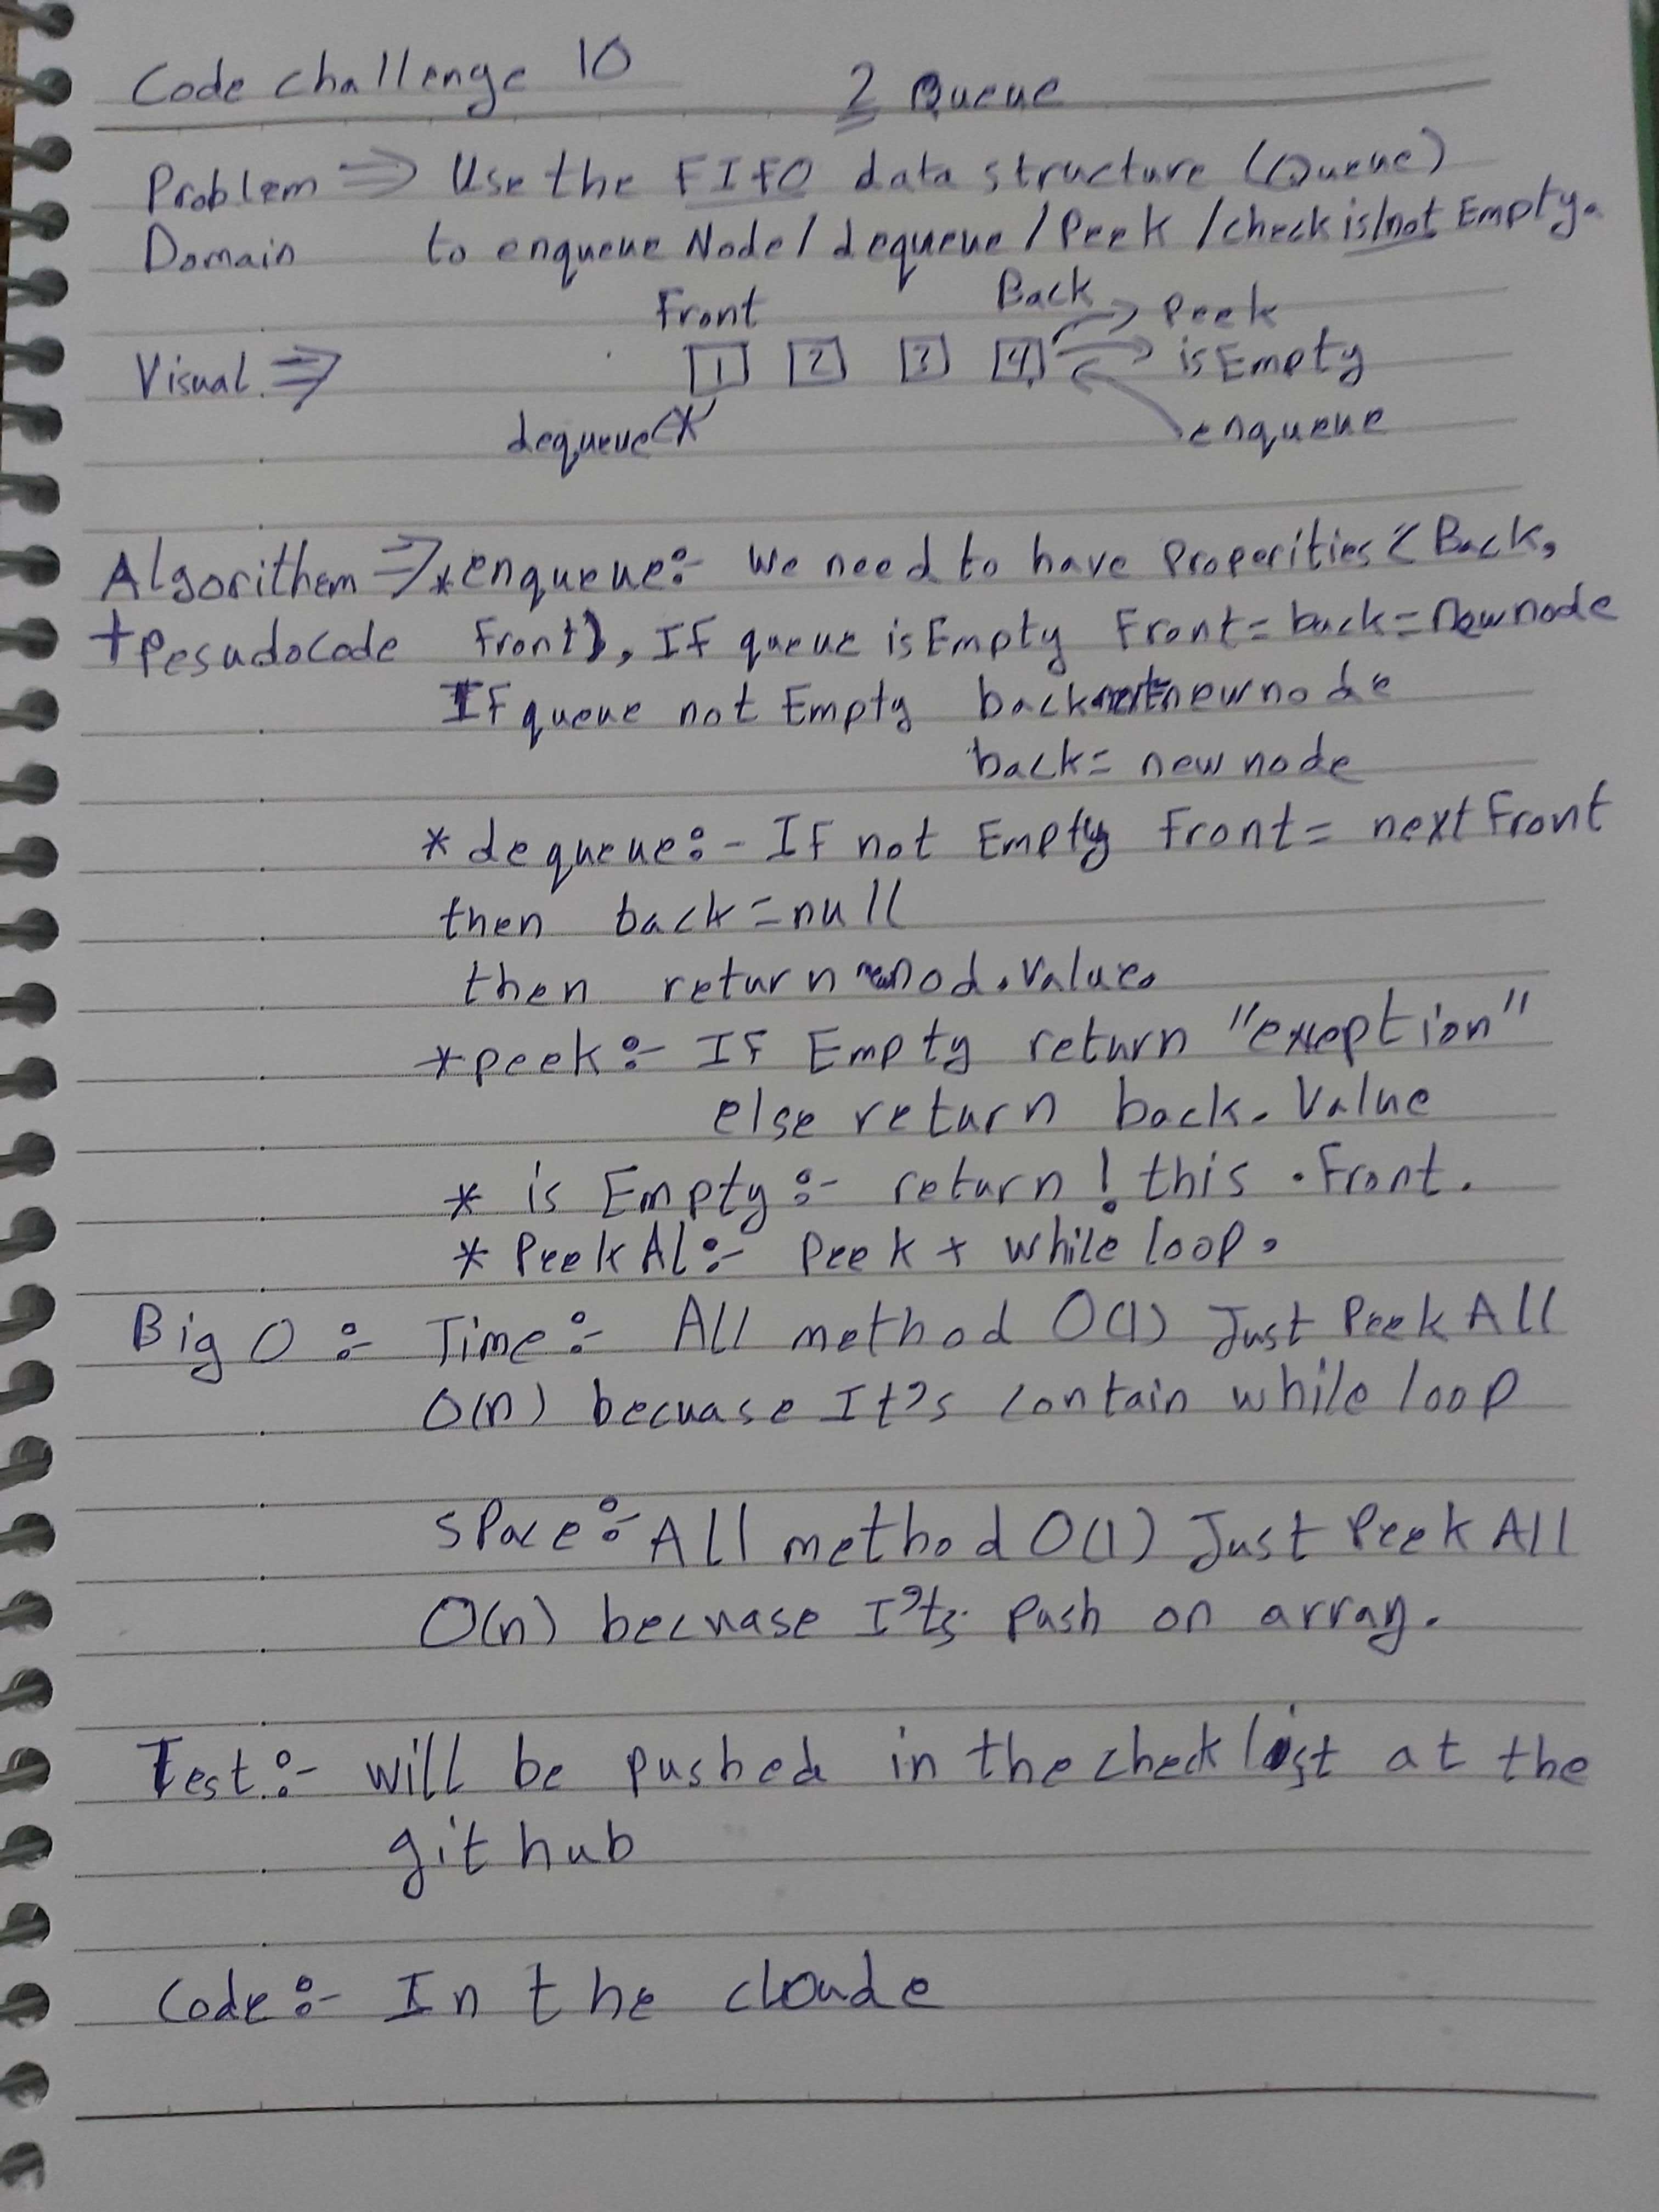 Code challenge 10 2 Queue
Problem ⇒ Use the FIFO data structure (Queue)
Domain to enqueue Node / dequeue / Peek / check is/not Empty.
Front Back → Peek
Visual ⇒ 1 2 3 4 → isEmpty
dequeue enqueue
Algorithem ⇒ * enqueue:- We need to have Properities (Back,
+ Pesudocode Front), If queue is Empty Front = back = New node
If queue not Empty back next = new node
back = new node
* dequeue:- If not Empty Front = next Front
then back = null
then return nod.Value.
* peek:- If Empty return "exeption"
else return back.Value
* is Empty:- return ! this.Front.
* Peek Al:- Peek + while loop.
Big O:- Time:- All method O(1) Just Peek All
O(n) becuase It's contain while loop
space:- All method O(1) Just Peek All
O(n) becuase I'ts push on array.
Test:- will be pushed in the check list at the
git hub
Code:- In the cloude